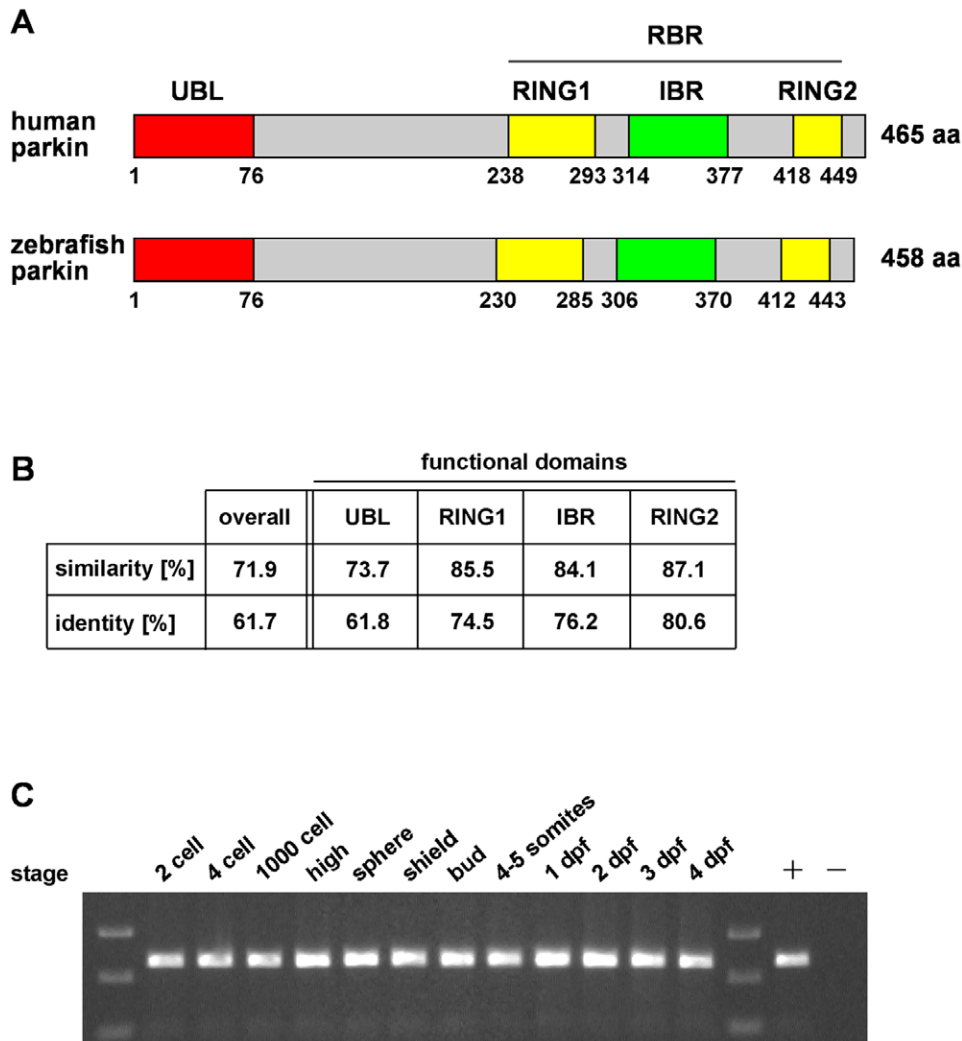 A
RBR
UBL RING1 IBR RING2
human
parkin
465 aa
1 76 238 293 314 377 418 449
zebrafish
parkin
458 aa
1 76 230 285 306 370 412 443
B
functional domains
overall UBL RING1 IBR RING2
similarity [%] 71.9 73.7 85.5 84.1 87.1
identity [%] 61.7 61.8 74.5 76.2 80.6
C
stage 2 cell 4 cell 1000 cell high sphere shield bud 4-5 somites 1 dpf 2 dpf 3 dpf 4 dpf + −